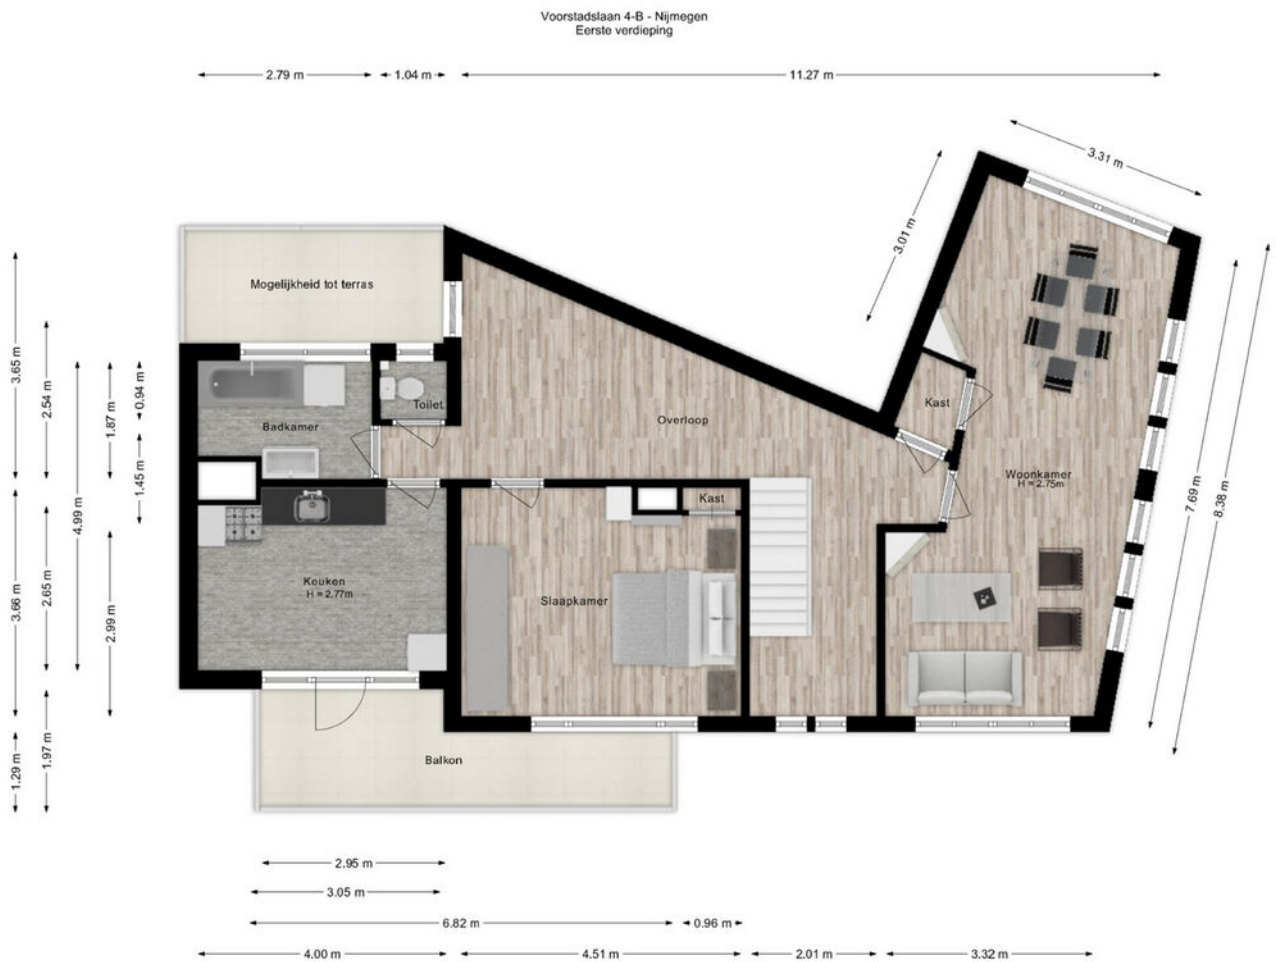 Voorstadslaan 4-B - Nijmegen
Eerste verdieping
2.79 m
1.04 m
11.27 m
3.31 m
3.01 m
Mogelijkheid tot terras
3.65 m
2.54 m
4.99 m
1.87 m
0.94 m
1.45 m
Toilet
Badkamer
Overloop
Kast
Woonkamer
H = 2.75m
7.69 m
8.38 m
Kast
3.66 m
2.65 m
2.99 m
Keuken
H = 2.77m
Slaapkamer
1.29 m
1.97 m
Balkon
2.95 m
3.05 m
6.82 m
0.96 m
4.00 m
4.51 m
2.01 m
3.32 m